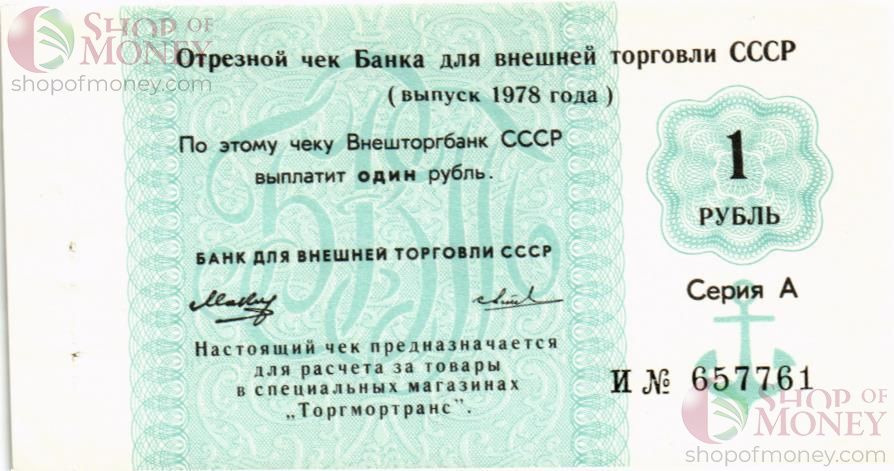 SHOP OF
MONEY
shopofmoney.com
Отрезной чек Банка для внешней торговли СССР
( выпуск 1978 года )
По этому чеку Внешторгбанк СССР
выплатит один рубль.
1
РУБЛЬ
БАНК ДЛЯ ВНЕШНЕЙ ТОРГОВЛИ СССР
Серия А
Настоящий чек предназначается
для расчета за товары
в специальных магазинах
„Торгмортранс".
И № 657761
SHOP OF
MONEY
shopofmoney.com